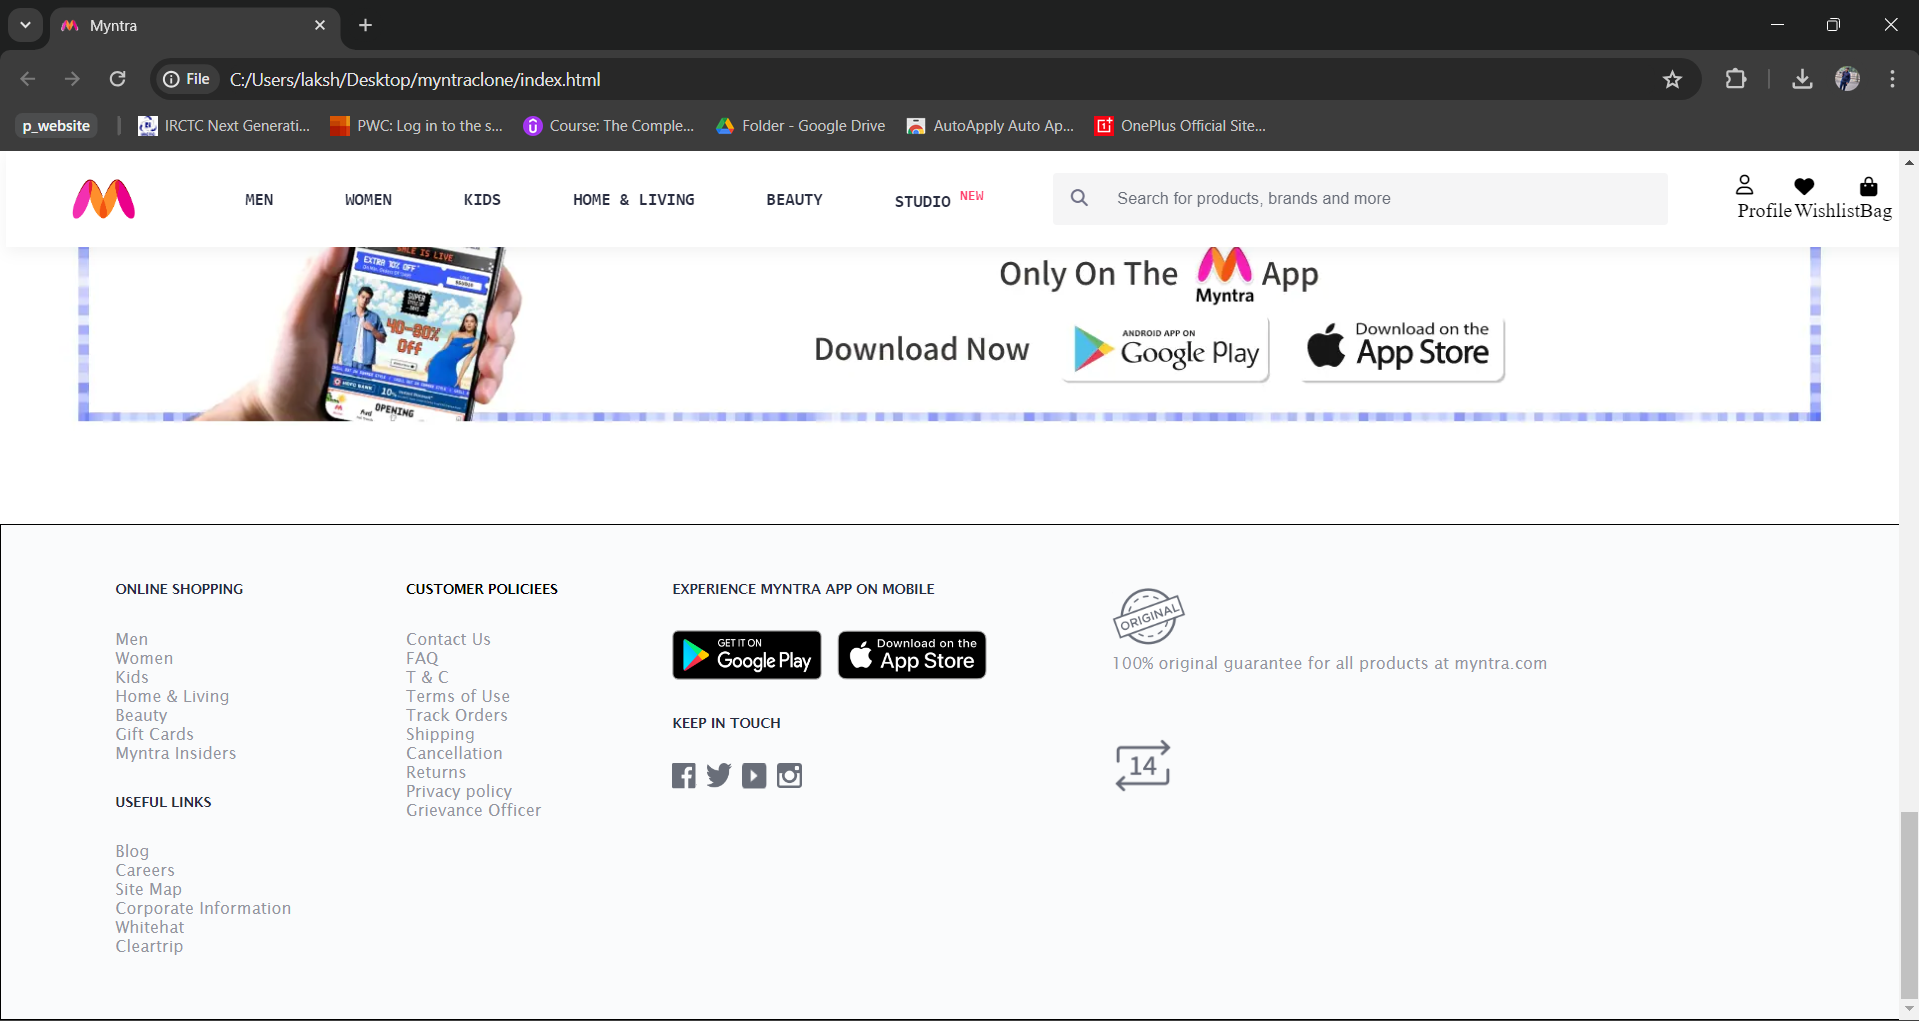 Myntra
File C:/Users/laksh/Desktop/myntraclone/index.html
p_website IRCTC Next Generati... PWC: Log in to the s... Course: The Comple... Folder - Google Drive AutoApply Auto Ap... OnePlus Official Site...
MEN WOMEN KIDS HOME & LIVING BEAUTY STUDIO NEW Search for products, brands and more
Profile Wishlist Bag
SALE IS LIVE
EXTRA 10% OFF
SUPER
40-80%
Off
HDFC BANK 10%
OPENING
Only On The Myntra App
Download Now ANDROID APP ON Google Play Download on the App Store
ONLINE SHOPPING
Men
Women
Kids
Home & Living
Beauty
Gift Cards
Myntra Insiders
USEFUL LINKS
Blog
Careers
Site Map
Corporate Information
Whitehat
Cleartrip
CUSTOMER POLICIEES
Contact Us
FAQ
T & C
Terms of Use
Track Orders
Shipping
Cancellation
Returns
Privacy policy
Grievance Officer
EXPERIENCE MYNTRA APP ON MOBILE
GET IT ON Google Play Download on the App Store
KEEP IN TOUCH
ORIGINAL
100% original guarantee for all products at myntra.com
14